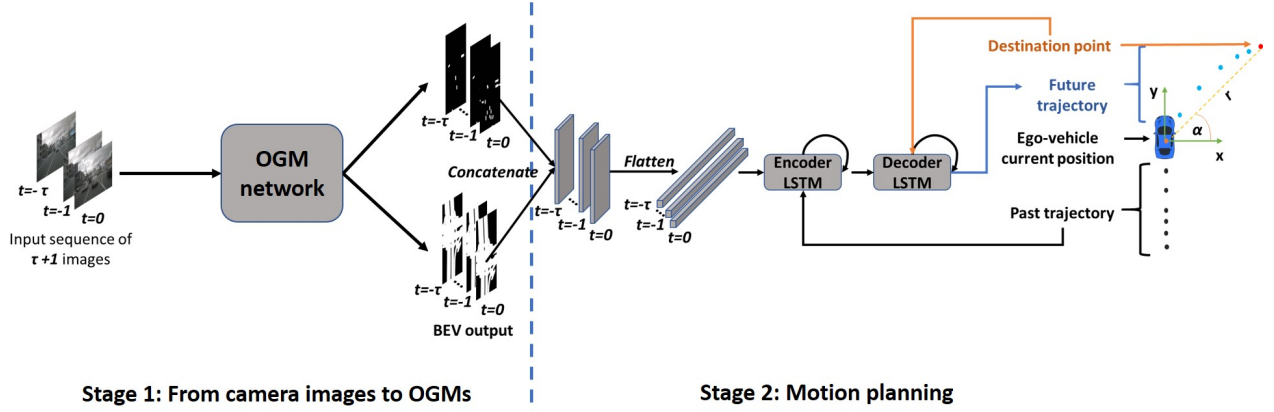 t=- τ
t=-1
t=0
Input sequence of
τ +1 images
OGM
network
t=-τ
t=-1
t=0
t=-τ
t=-1
t=0
BEV output
Concatenate
t=-τ
t=-1
t=0
Flatten
t=-τ
t=-1
t=0
Encoder
LSTM
Decoder
LSTM
Destination point
Future
trajectory
Ego-vehicle
current position
Past trajectory
y
r
α
x
Stage 1: From camera images to OGMs
Stage 2: Motion planning